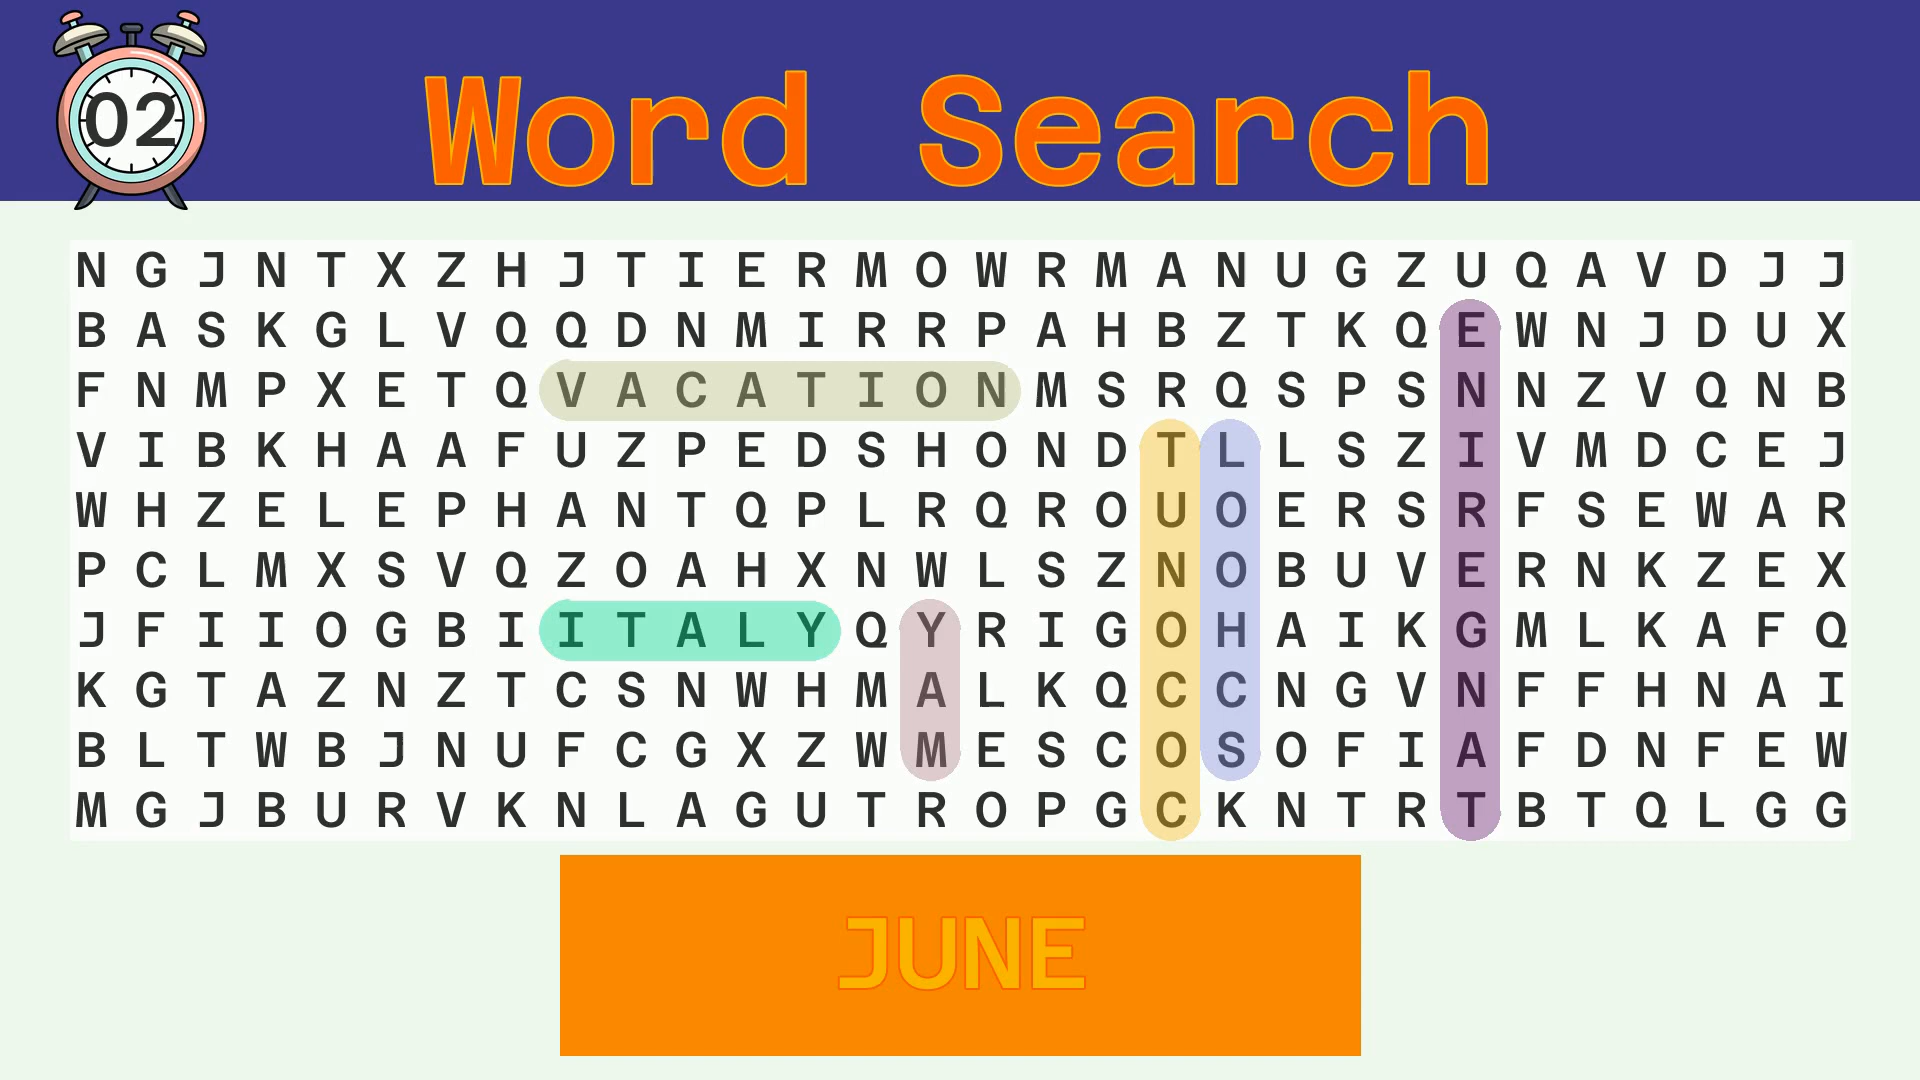 02
Word Search
N G J N T X Z H J T I E R M O W R M A N U G Z U Q A V D J J
B A S K G L V Q Q D N M I R R P A H B Z T K Q E W N J D U X
F N M P X E T Q V A C A T I O N M S R Q S P S N N Z V Q N B
V I B K H A A F U Z P E D S H O N D T L L S Z I V M D C E J
W H Z E L E P H A N T Q P L R Q R O U O E R S R F S E W A R
P C L M X S V Q Z O A H X N W L S Z N O B U V E R N K Z E X
J F I I O G B I I T A L Y Q Y R I G O H A I K G M L K A F Q
K G T A Z N Z T C S N W H M A L K Q C C N G V N F F H N A I
B L T W B J N U F C G X Z W M E S C O S O F I A F D N F E W
M G J B U R V K N L A G U T R O P G C K N T R T B T Q L G G
JUNE